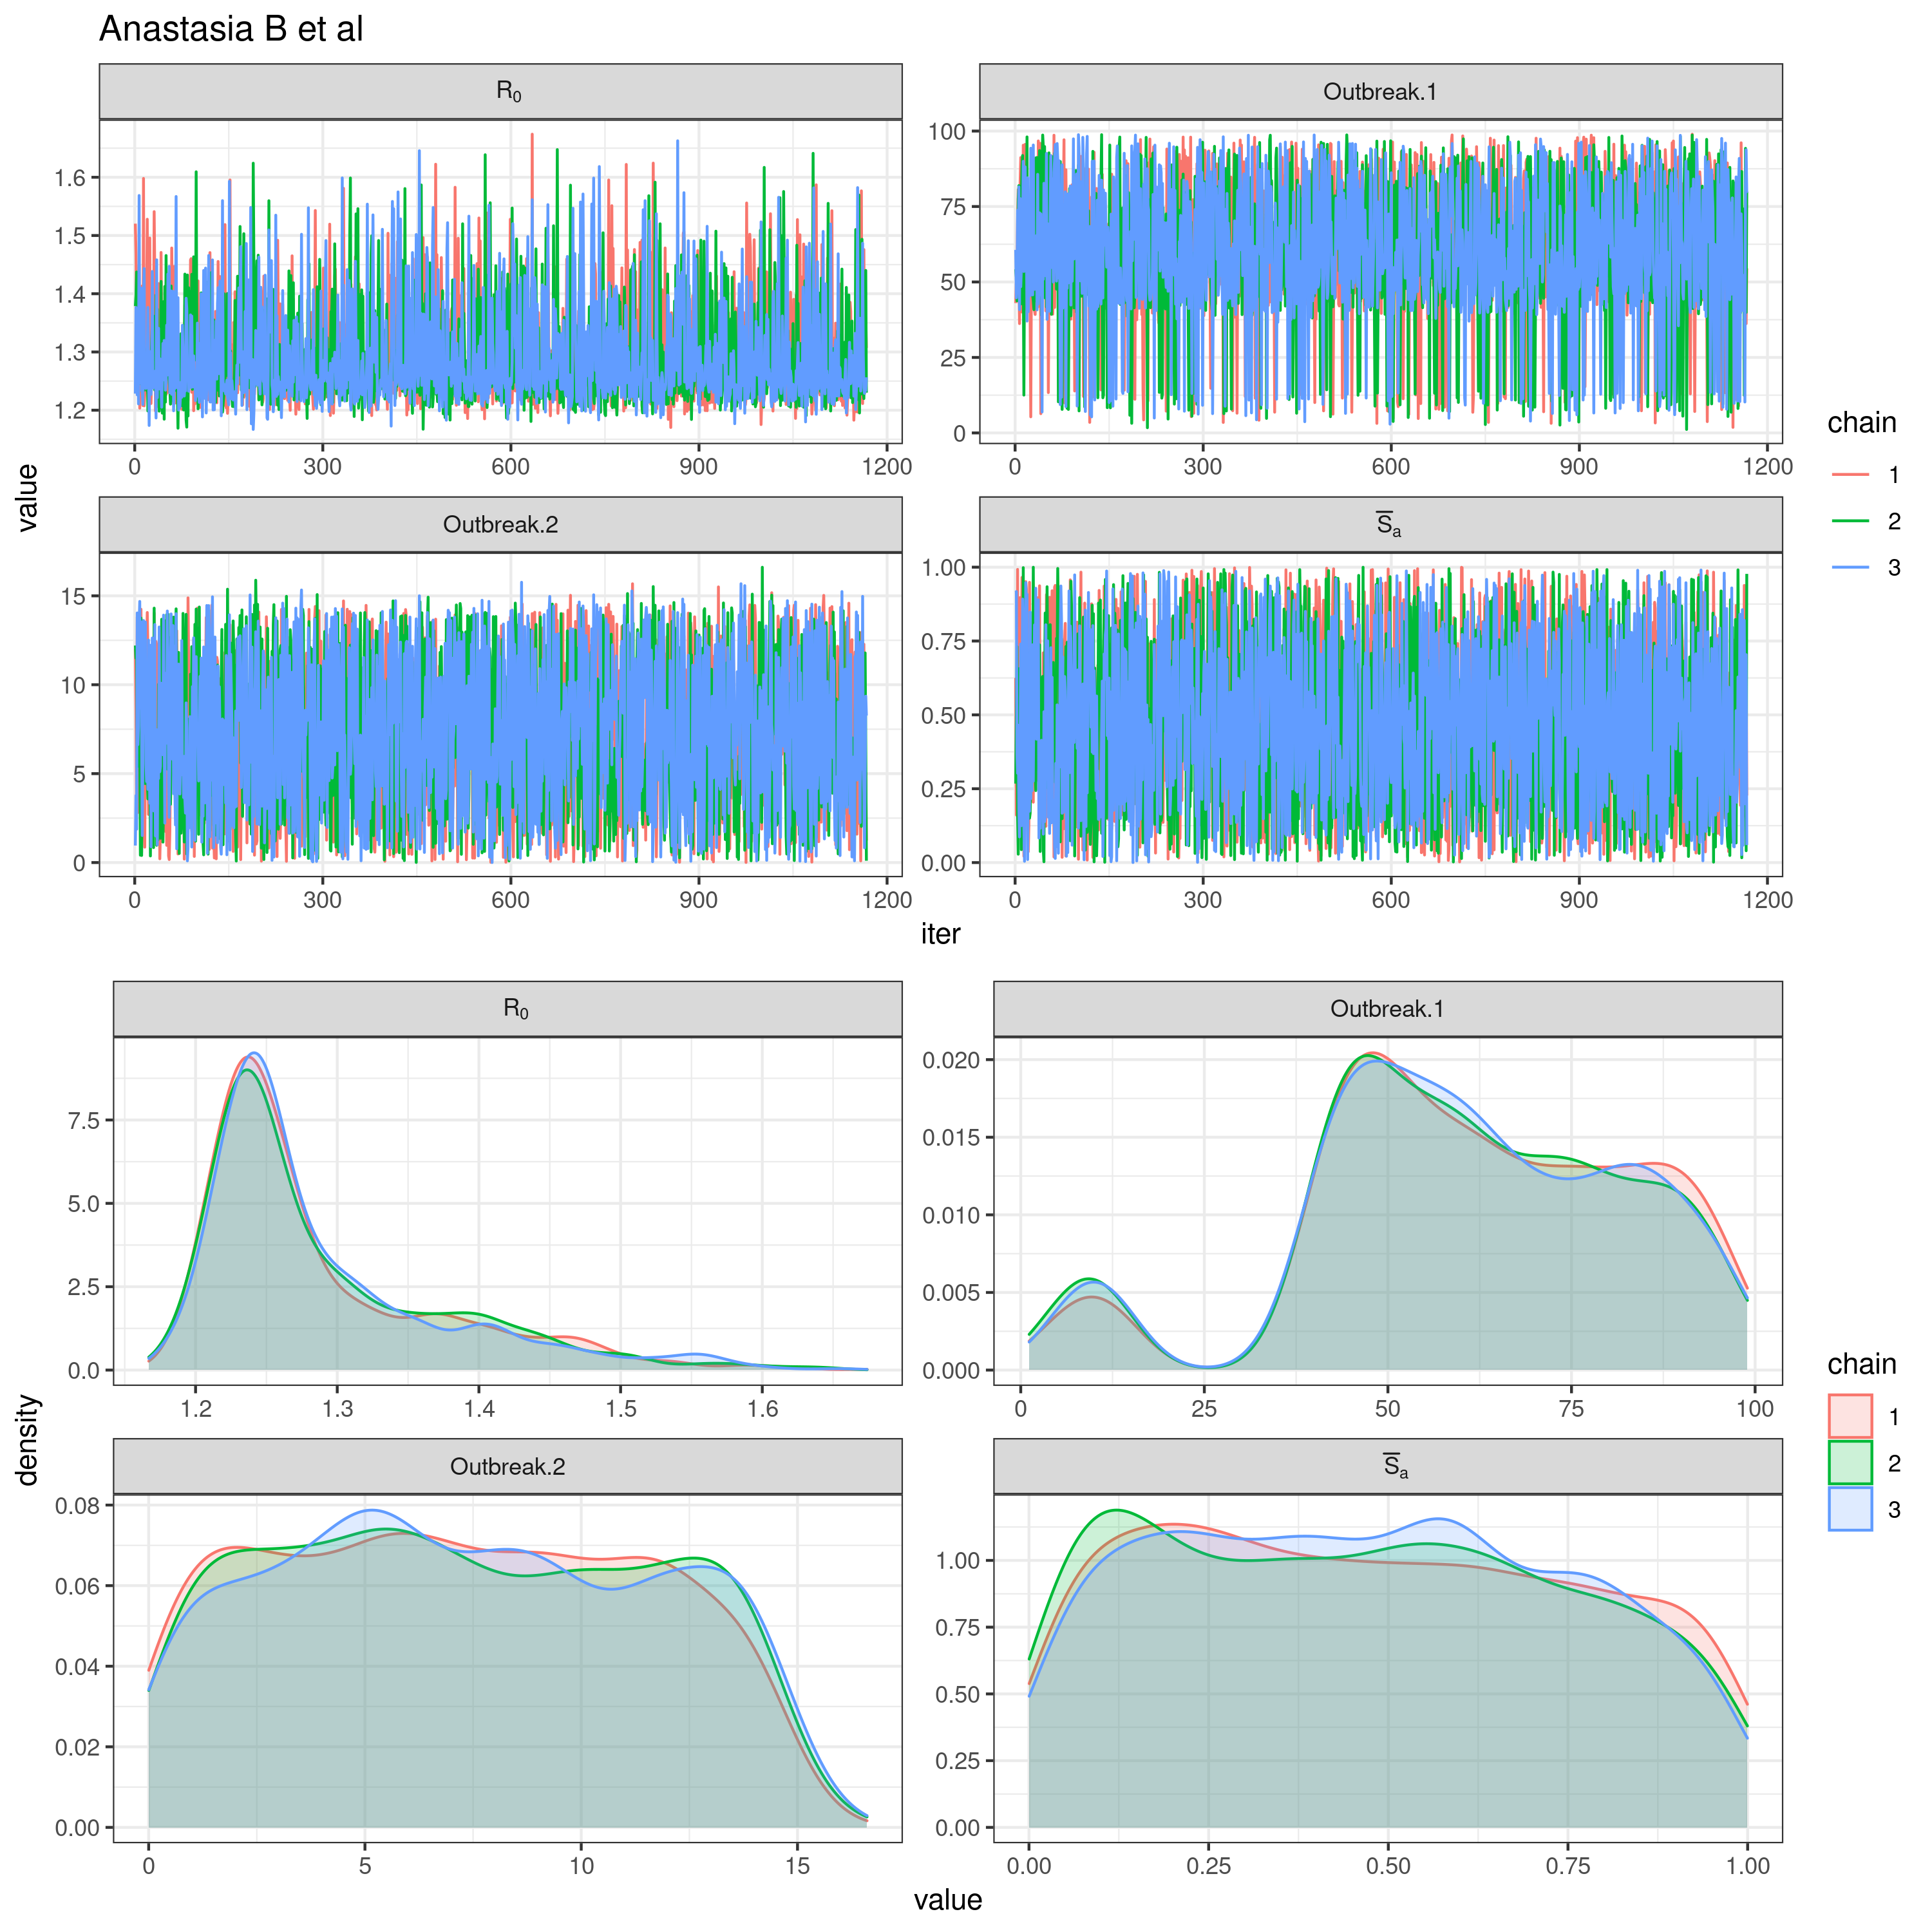 Anastasia B et al
R₀
Outbreak.1
1.6
1.5
1.4
1.3
1.2
0 300 600 900 1200
100
75
50
25
0
0 300 600 900 1200
Outbreak.2
S̅ₐ
15
10
5
0
0 300 600 900 1200
1.00
0.75
0.50
0.25
0.00
0 300 600 900 1200
value
iter
chain
1
2
3
R₀
Outbreak.1
7.5
5.0
2.5
0.0
1.2 1.3 1.4 1.5 1.6
0.020
0.015
0.010
0.005
0.000
0 25 50 75 100
Outbreak.2
S̅ₐ
0.08
0.06
0.04
0.02
0.00
0 5 10 15
1.00
0.75
0.50
0.25
0.00
0.00 0.25 0.50 0.75 1.00
density
value
chain
1
2
3